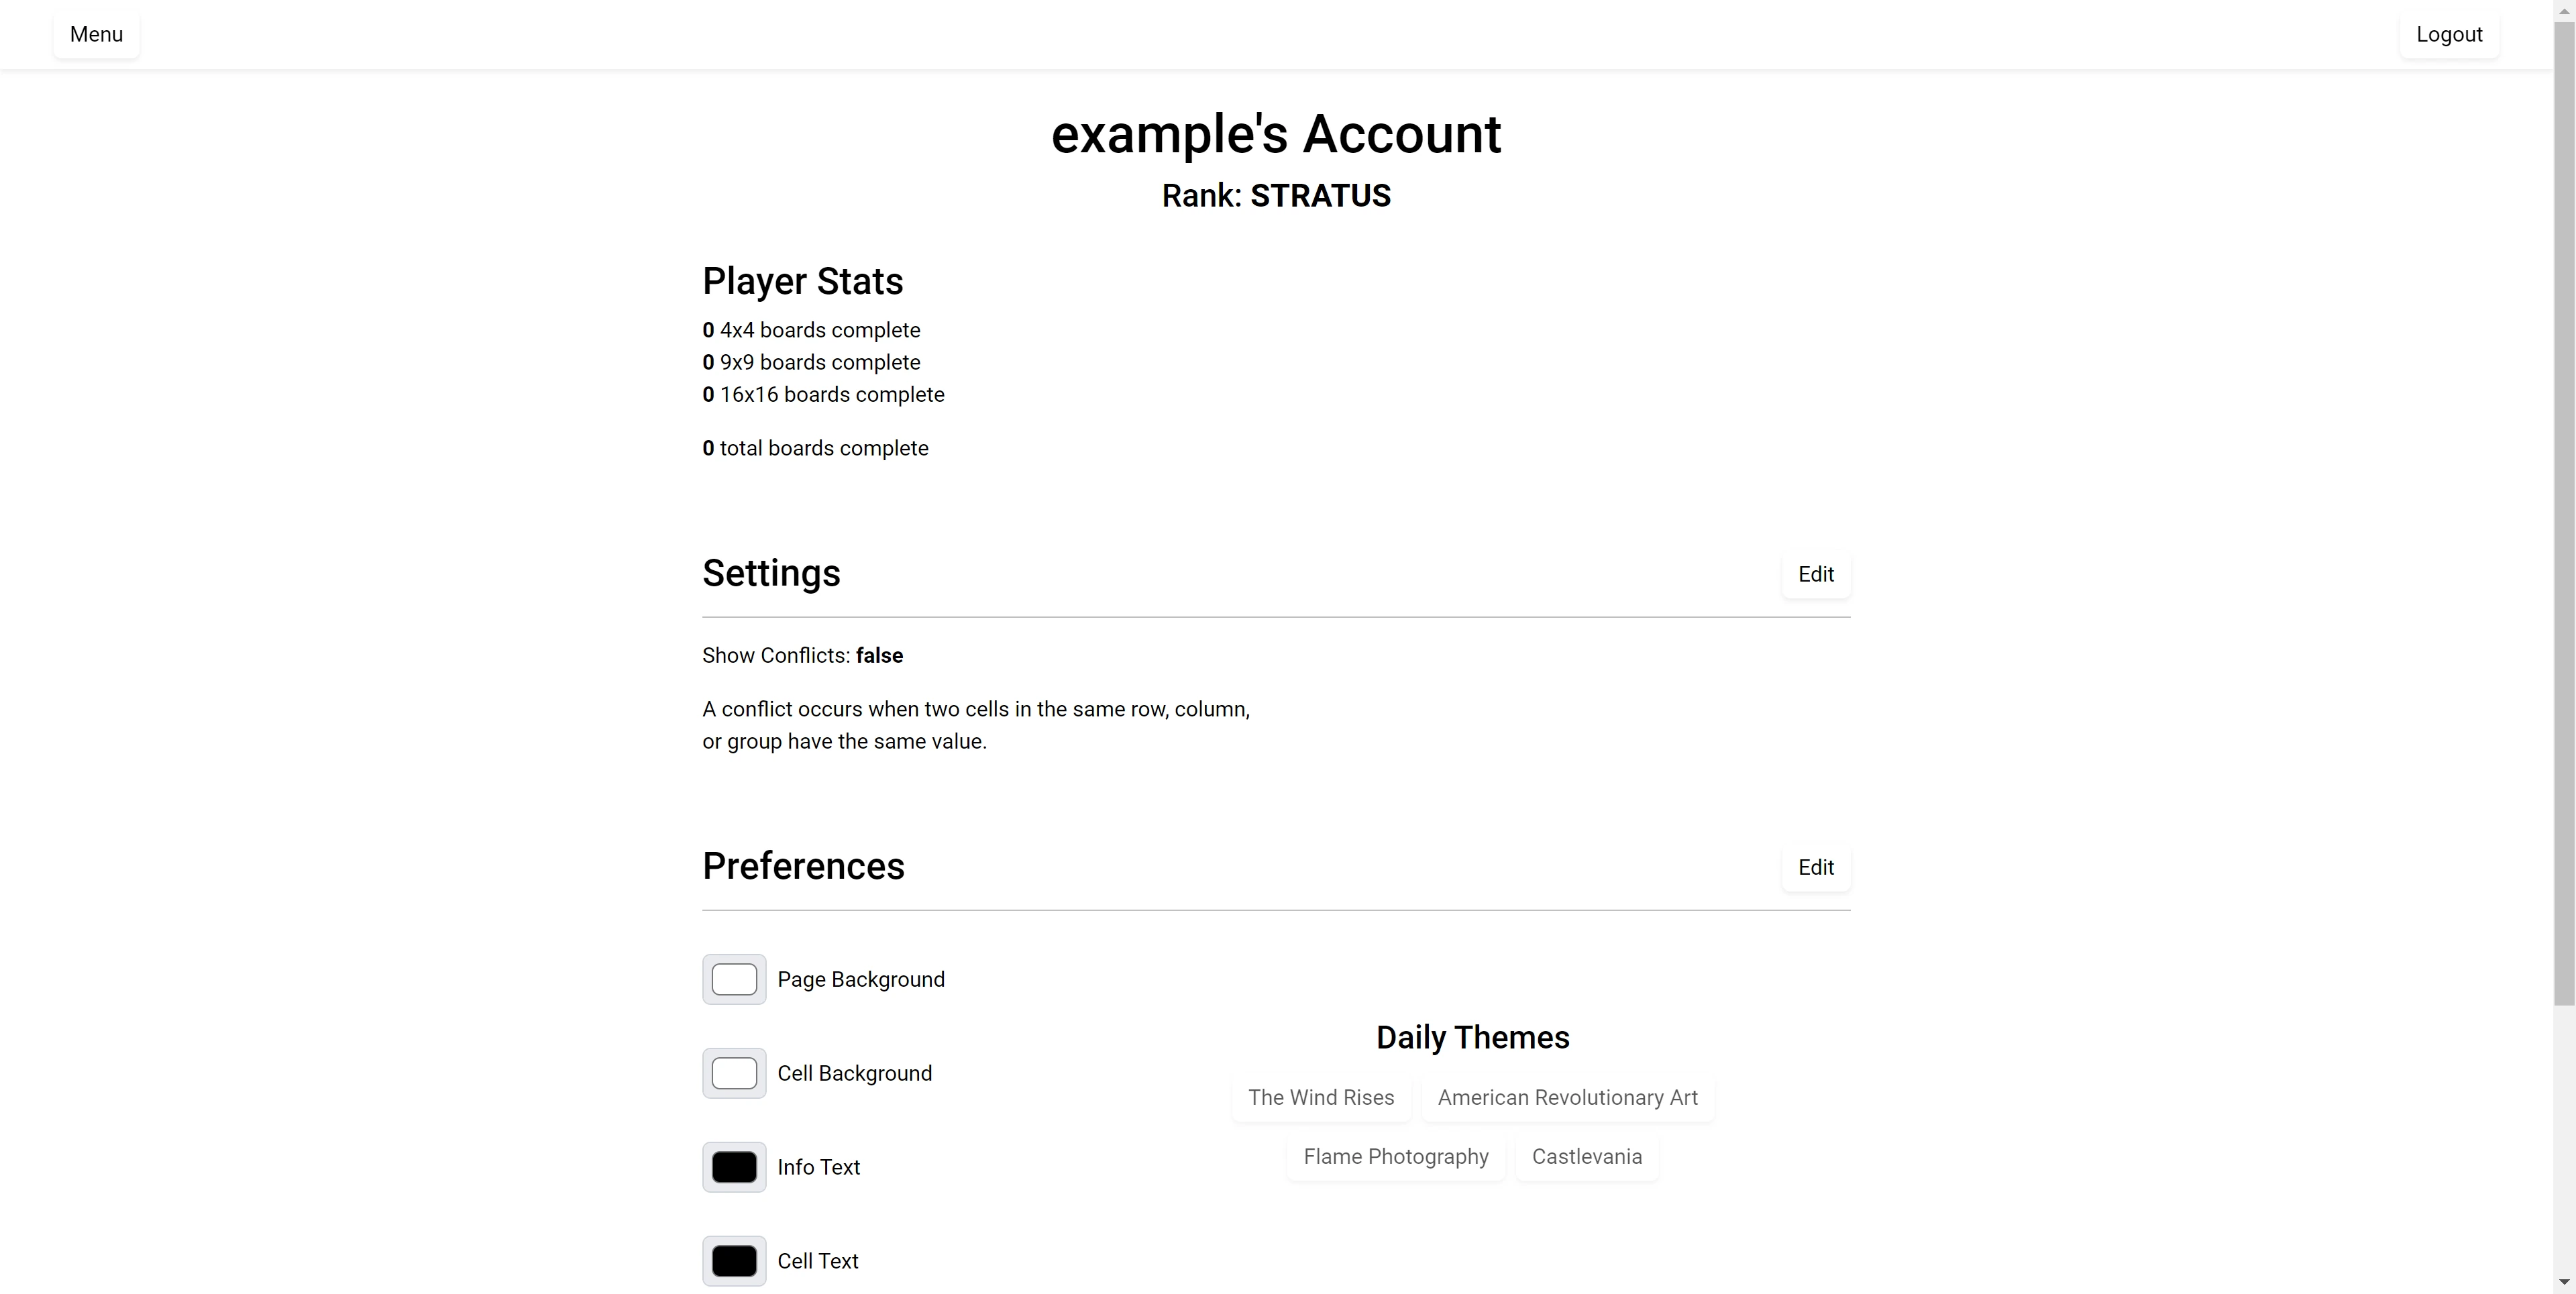 Menu
Logout
example's Account
Rank: STRATUS
Player Stats
0 4x4 boards complete
0 9x9 boards complete
0 16x16 boards complete
0 total boards complete
Settings
Edit
Show Conflicts: false
A conflict occurs when two cells in the same row, column,
or group have the same value.
Preferences
Edit
Page Background
Cell Background
Info Text
Cell Text
Daily Themes
The Wind Rises
American Revolutionary Art
Flame Photography
Castlevania